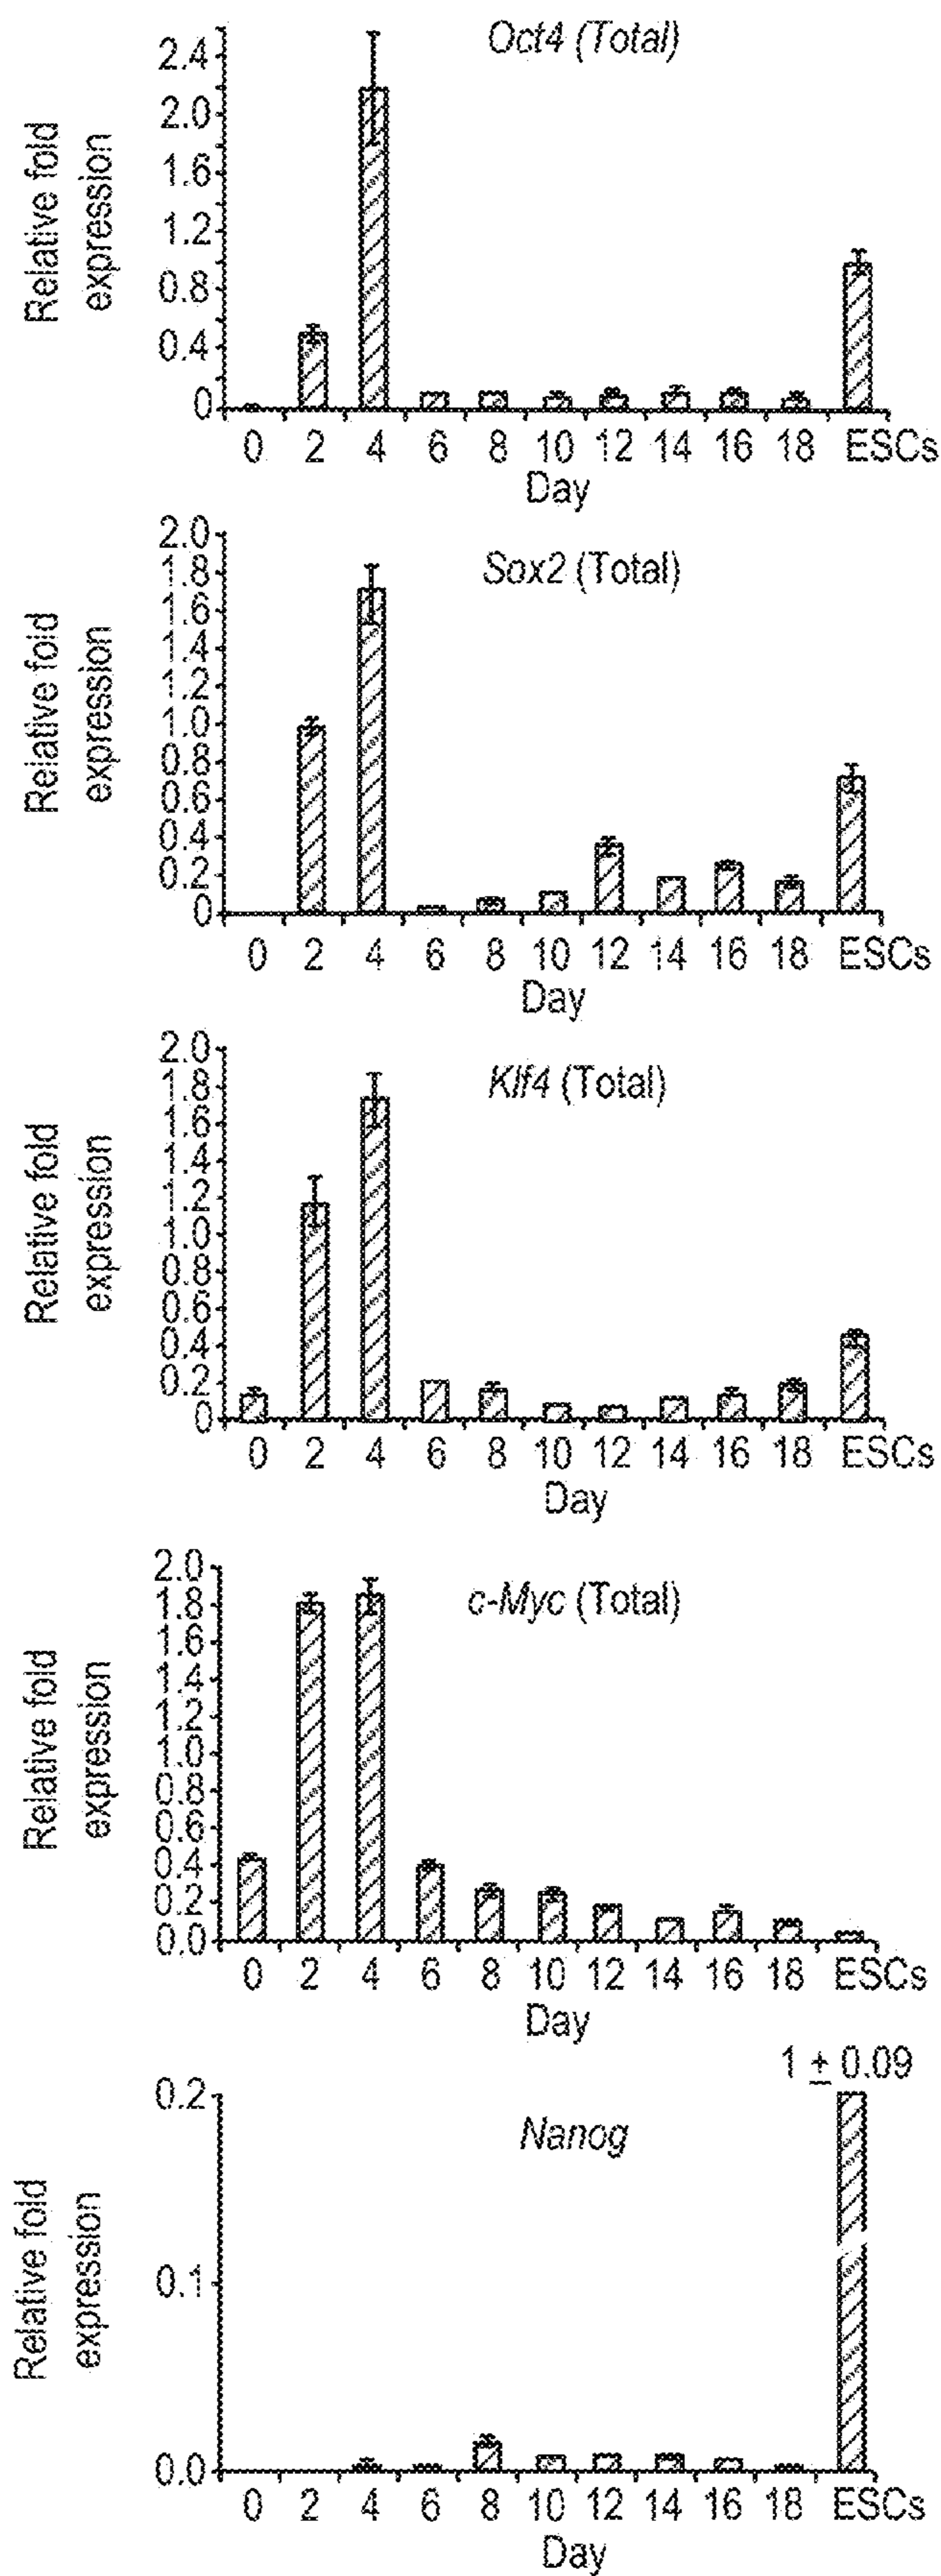 Oct4 (Total)
Relative fold
expression
2.4
2.0
1.6
1.2
0.8
0.4
0
0 2 4 6 8 10 12 14 16 18 ESCs
Day
Sox2 (Total)
Relative fold
expression
2.0
1.8
1.6
1.4
1.2
1.0
0.8
0.6
0.4
0.2
0
0 2 4 6 8 10 12 14 16 18 ESCs
Day
Klf4 (Total)
Relative fold
expression
2.0
1.8
1.6
1.4
1.2
1.0
0.8
0.6
0.4
0.2
0
0 2 4 6 8 10 12 14 16 18 ESCs
Day
c-Myc (Total)
Relative fold
expression
2.0
1.8
1.6
1.4
1.2
1.0
0.8
0.6
0.4
0.2
0.0
0 2 4 6 8 10 12 14 16 18 ESCs
Day
1 ± 0.09
Nanog
Relative fold
expression
0.2
0.1
0.0
0 2 4 6 8 10 12 14 16 18 ESCs
Day